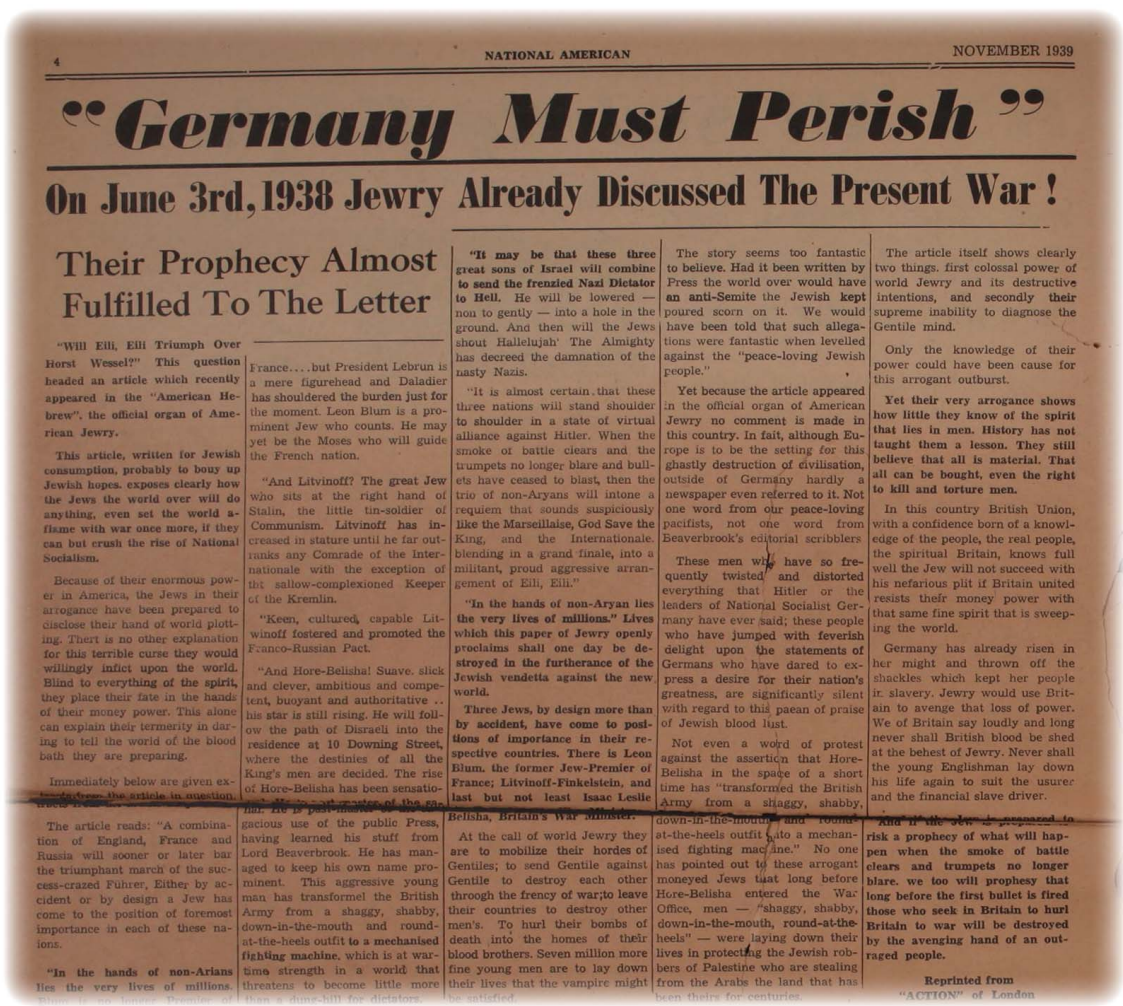 4
NATIONAL AMERICAN
NOVEMBER 1939
“Germany Must Perish”
On June 3rd, 1938 Jewry Already Discussed The Present War !
Their Prophecy Almost
Fulfilled To The Letter
"Will Eili, Eili Triumph Over
Horst Wessel?" This question
headed an article which recently
appeared in the "American He-
brew", the official organ of Ame-
rican Jewry.
This article, written for Jewish
consumption, probably to bouy up
Jewish hopes. exposes clearly how
the Jews the world over will do
anything, even set the world a-
flame with war once more, if they
can but crush the rise of National
Socialism.
Because of their enormous pow-
er in America, the Jews in their
arrogance have been prepared to
disclose their hand of world plott-
ing. There is no other explanation
for this terrible curse they would
willingly inflct upon the world.
Blind to everything of the spirit,
they place their fate in the hands
of their money power. This alone
can explain their termerity in dar-
ing to tell the world of the blood
bath they are preparing.
Immediately below are given ex-
the article in question.
The article reads: "A combina-
tion of England, France and
Russia will sooner or later bar
the triumphant march of the suc-
cess-crazed Führer, Either by ac-
cident or by design a Jew has
come to the position of foremost
importance in each of these na-
ions.
"In the hands of non-Arians
lies the very lives of millions.
Blum is no longer Premier of
France....but President Lebrun is
a mere figurehead and Daladier
has shouldered the burden just for
the moment. Leon Blum is a pro-
minent Jew who counts. He may
yet be the Moses who will guide
the French nation.
"And Litvinoff? The great Jew
who sits at the right hand of
Stalin, the little tin-soldier of
Communism. Litvinoff has in-
creased in stature until he far out-
ranks any Comrade of the Inter-
nationale with the exception of
the sallow-complexioned Keeper
of the Kremlin.
"Keen, cultured, capable Lit-
winoff fostered and promoted the
Franco-Russian Pact.
"And Hore-Belisha! Suave. slick
and clever, ambitious and compe-
tent, buoyant and authoritative ..
his star is still rising. He will foll-
ow the path of Disraeli into the
residence at 10 Downing Street,
where the destinies of all the
King's men are decided. The rise
of Hore-Belisha has been sensatio-
nal. He is past-master of the sa-
gacious use of the public Press,
having learned his stuff from
Lord Beaverbrook. He has man-
aged to keep his own name pro-
minent. This aggressive young
man has transformel the British
Army from a shaggy, shabby,
down-in-the-mouth and round-
at-the-heels outfit to a mechanised
fighting machine, which is at war-
time strength in a world that
threatens to become little more
than a dung-hill for dictators.
"It may be that these three
great sons of Israel will combine
to send the frenzied Nazi Dictator
to Hell. He will be lowered —
non to gently — into a hole in the
ground. And then will the Jews
shout Hallelujah' The Almighty
has decreed the damnation of the
nasty Nazis.
"It is almost certain that these
three nations will stand shoulder
to shoulder in a state of virtual
alliance against Hitler. When the
smoke of battle clears and the
trumpets no longer blare and bull-
ets have ceased to blast, then the
trio of non-Aryans will intone a
requiem that sounds suspiciously
like the Marseillaise, God Save the
King, and the Internationale.
blending in a grand finale, into a
militant, proud aggressive arran-
gement of Eili, Eili."
"In the hands of non-Aryan lies
the very lives of millions." Lives
which this paper of Jewry openly
proclaims shall one day be de-
stroyed in the furtherance of the
Jewish vendetta against the new
world.
Three Jews, by design more than
by accident, have come to posi-
tions of importance in their re-
spective countries. There is Leon
Blum, the former Jew-Premier of
France; Litvinoff-Finkelstein, and
last but not least Isaac Leslie
Belisha, Britain's War Minister.
At the call of world Jewry they
are to mobilize their hordes of
Gentiles; to send Gentile against
Gentile to destroy each other
through the frency of war;to leave
their countries to destroy other
men's. To hurl their bombs of
death into the homes of their
blood brothers. Seven million more
fine young men are to lay down
their lives that the vampire might
be satisfied.
The story seems too fantastic
to believe. Had it been written by
Press the world over would have
an anti-Semite the Jewish kept
poured scorn on it. We would
have been told that such allega-
tions were fantastic when levelled
against the "peace-loving Jewish
people."
Yet because the article appeared
in the official organ of American
Jewry no comment is made in
this country. In fait, although Eu-
rope is to be the setting for this
ghastly destruction of civilisation,
outside of Germany hardly a
newspaper even referred to it. Not
one word from our peace-loving
pacifists, not one word from
Beaverbrook's editorial scribblers
These men who have so fre-
quently twisted and distorted
everything that Hitler or the
leaders of National Socialist Ger-
many have ever said; these people
who have jumped with feverish
delight upon the statements of
Germans who have dared to ex-
press a desire for their nation's
greatness, are significantly silent
with regard to this paean of praise
of Jewish blood lust.
Not even a word of protest
against the assertion that Hore-
Belisha in the space of a short
time has "transformed the British
Army from a shaggy, shabby,
down-in-the-mouth and round-
at-the-heels outfit into a mechan-
ised fighting machine." No one
has pointed out to these arrogant
moneyed Jews that long before
Hore-Belisha entered the War
Office, men — "shaggy, shabby,
down-in-the-mouth, round-at-the-
heels" — were laying down their
lives in protecting the Jewish rob-
bers of Palestine who are stealing
from the Arabs the land that has
been theirs for centuries.
The article itself shows clearly
two things. first colossal power of
world Jewry and its destructive
intentions, and secondly their
supreme inability to diagnose the
Gentile mind.
Only the knowledge of their
power could have been cause for
this arrogant outburst.
Yet their very arrogance shows
how little they know of the spirit
that lies in men. History has not
taught them a lesson. They still
believe that all is material. That
all can be bought, even the right
to kill and torture men.
In this country British Union,
with a confidence born of a knowl-
edge of the people, the real people,
the spiritual Britain, knows full
well the Jew will not succeed with
his nefarious plit if Britain united
resists their money power with
that same fine spirit that is sweep-
ing the world.
Germany has already risen in
her might and thrown off the
shackles which kept her people
in slavery. Jewry would use Brit-
ain to avenge that loss of power.
We of Britain say loudly and long
never shall British blood be shed
at the behest of Jewry. Never shall
the young Englishman lay down
his life again to suit the usurer
and the financial slave driver.
And if the Jew is prepared to
risk a prophecy of what will hap-
pen when the smoke of battle
clears and trumpets no longer
blare. we too will prophesy that
long before the first bullet is fired
those who seek in Britain to hurl
Britain to war will be destroyed
by the avenging hand of an out-
raged people.
Reprinted from
"ACTION" of London